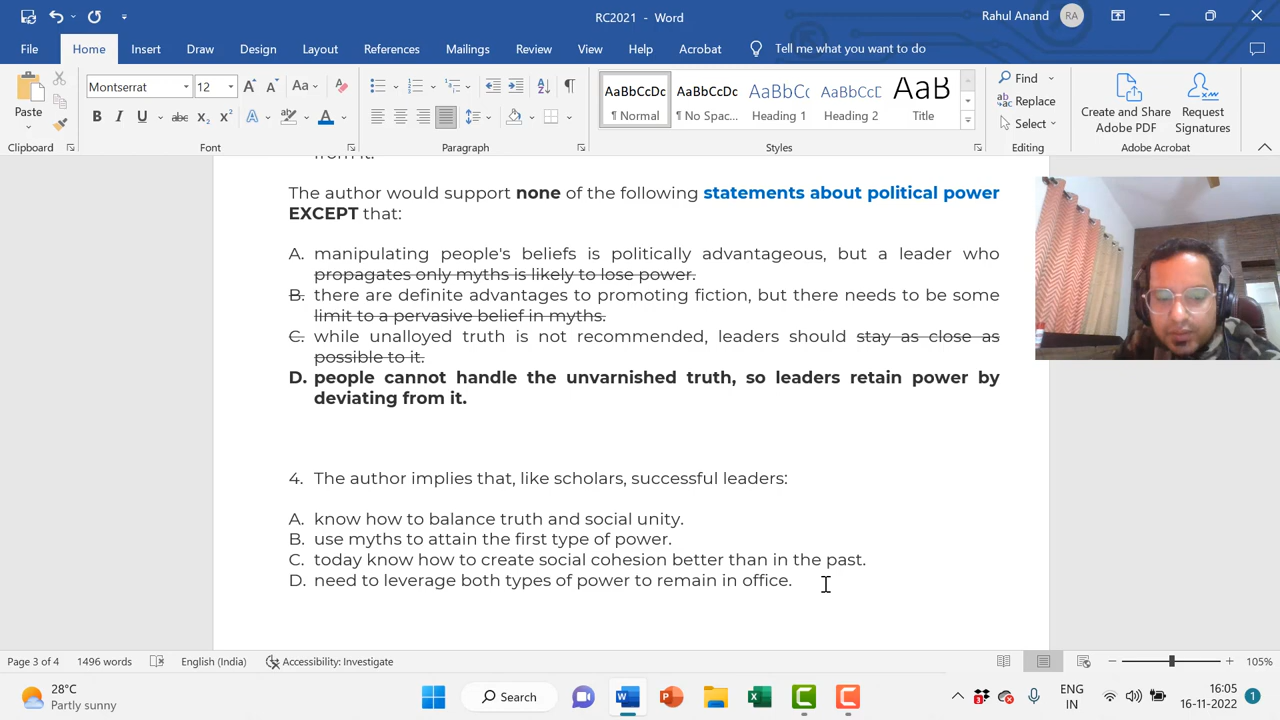 RC2021 - Word
Rahul Anand
RA
File
Home
Insert
Draw
Design
Layout
References
Mailings
Review
View
Help
Acrobat
Tell me what you want to do
Paste
Clipboard
Montserrat
12
Font
Paragraph
AaBbCcDc
¶ Normal
AaBbCcDc
¶ No Spac...
AaBbCc
Heading 1
AaBbCcD
Heading 2
AaB
Title
Styles
Find
Replace
Select
Editing
Create and Share
Adobe PDF
Request
Signatures
Adobe Acrobat
from it.
The author would support none of the following statements about political power
EXCEPT that:
A. manipulating people's beliefs is politically advantageous, but a leader who
propagates only myths is likely to lose power.
B. there are definite advantages to promoting fiction, but there needs to be some
limit to a pervasive belief in myths.
C. while unalloyed truth is not recommended, leaders should stay as close as
possible to it.
D. people cannot handle the unvarnished truth, so leaders retain power by
deviating from it.
4. The author implies that, like scholars, successful leaders:
A. know how to balance truth and social unity.
B. use myths to attain the first type of power.
C. today know how to create social cohesion better than in the past.
D. need to leverage both types of power to remain in office.
Page 3 of 4
1496 words
English (India)
Accessibility: Investigate
105%
28°C
Partly sunny
Search
ENG
IN
16:05
16-11-2022
1